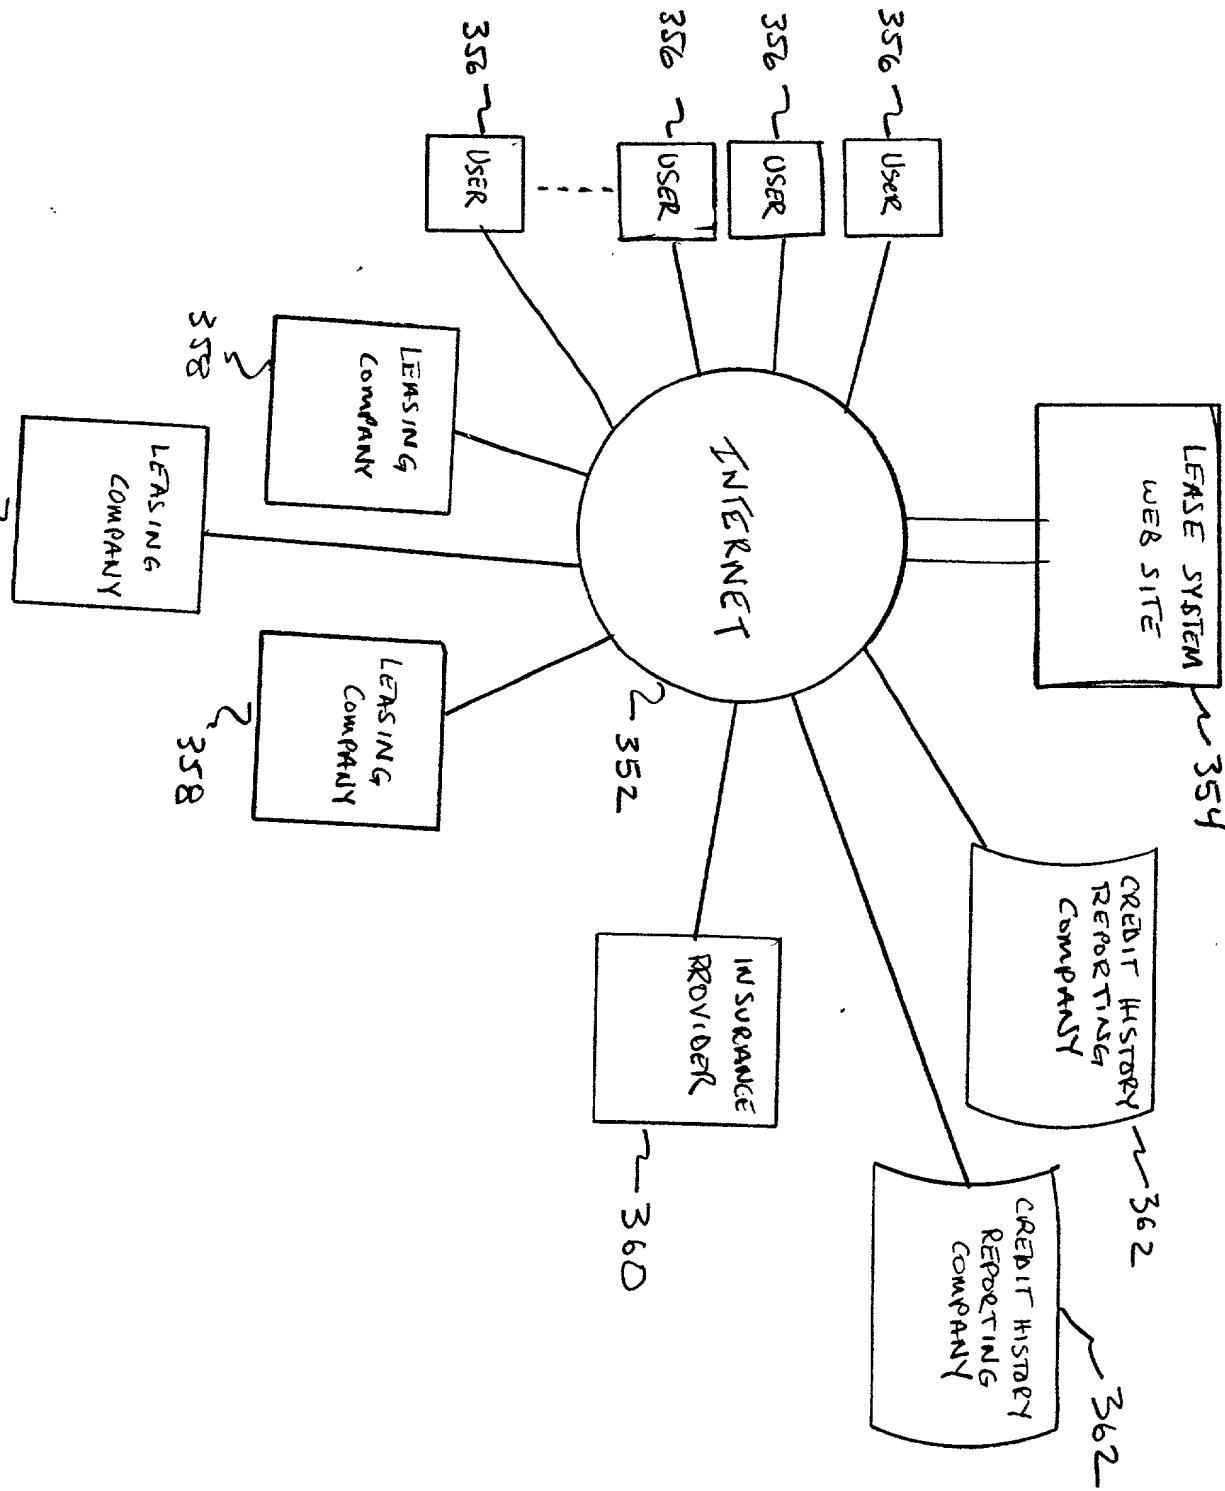 LEASE SYSTEM
WEB SITE
354
USER
356
USER
356
USER
356
USER
356
INTERNET
352
CREDIT HISTORY
REPORTING
COMPANY
362
CREDIT HISTORY
REPORTING
COMPANY
362
INSURANCE
PROVIDER
360
LEASING
COMPANY
358
LEASING
COMPANY
LEASING
COMPANY
358